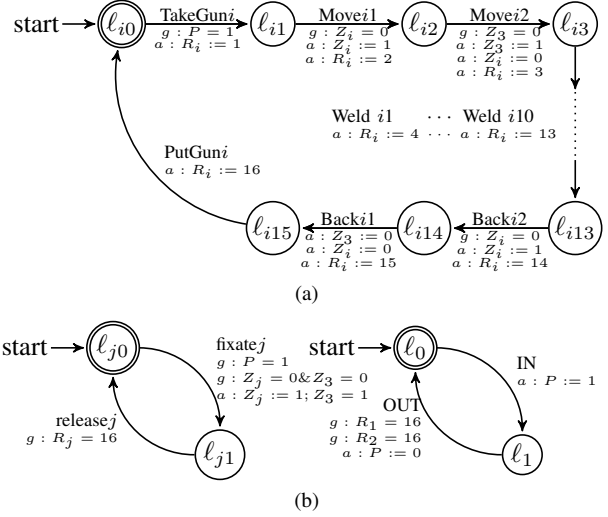 start
ℓi0
TakeGuni
g : P = 1
a : Ri := 1
ℓi1
Movei1
g : Zi = 0
a : Zi := 1
a : Ri := 2
ℓi2
Movei2
g : Z3 = 0
a : Z3 := 1
a : Zi := 0
a : Ri := 3
ℓi3
Weld i1 ··· Weld i10
a : Ri := 4 ··· a : Ri := 13
PutGuni
a : Ri := 16
ℓi15
Backi1
a : Z3 := 0
a : Zi := 0
a : Ri := 15
ℓi14
Backi2
g : Zi = 0
a : Zi := 1
a : Ri := 14
ℓi13
(a)
start
ℓj0
fixatej
g : P = 1
g : Zj = 0&Z3 = 0
a : Zj := 1; Z3 = 1
releasej
g : Rj = 16
ℓj1
start
ℓ0
IN
a : P := 1
OUT
g : R1 = 16
g : R2 = 16
a : P := 0
ℓ1
(b)